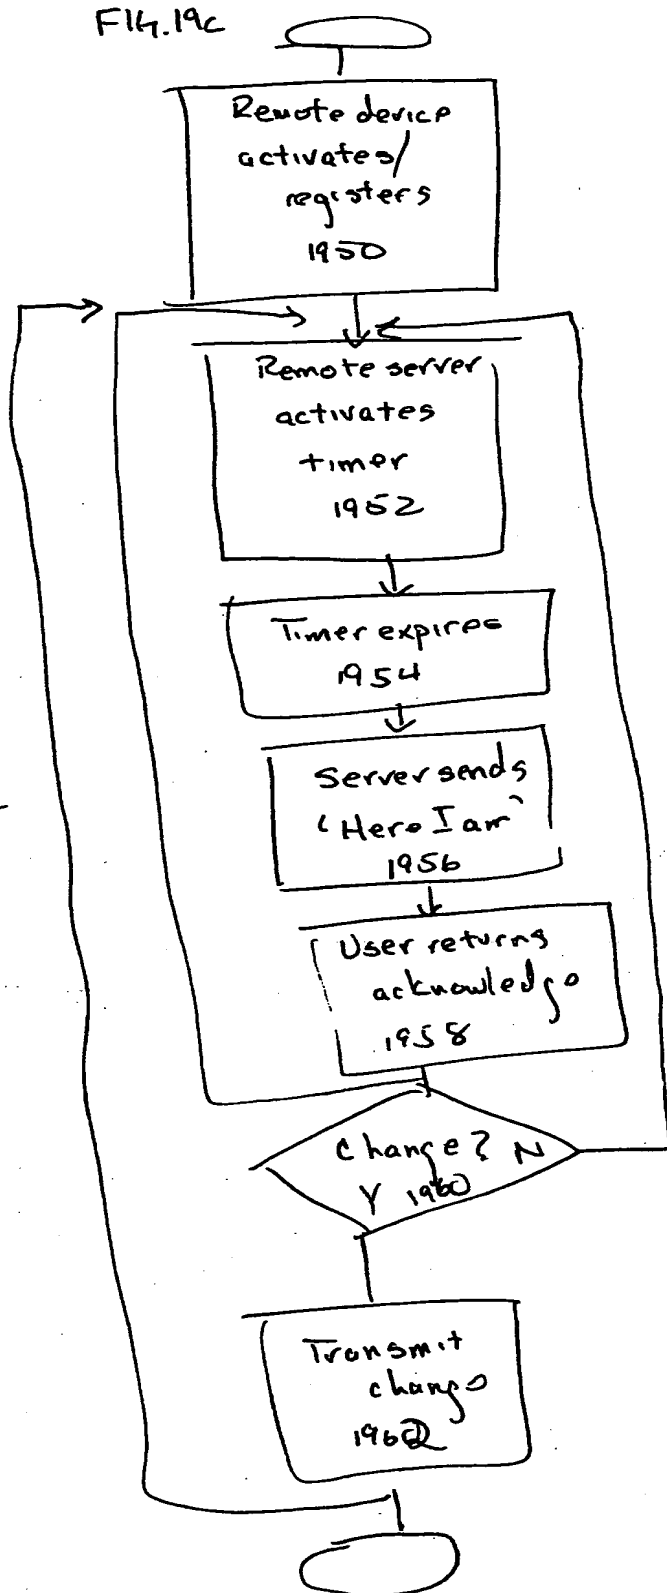 FIG.19c
Remote device
activates/
registers
1950
Remote server
activates
timer
1952
Timer expires
1954
Server sends
'Here I am'
1956
User returns
acknowledge
1958
Change? N
Y 1960
Transmit
change
1962